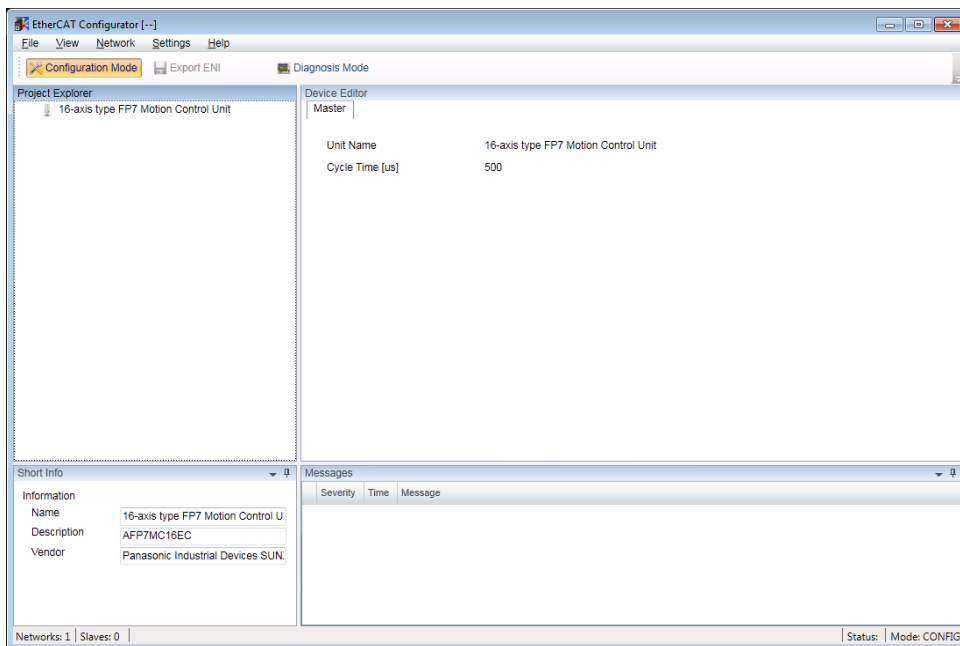 EtherCAT Configurator [--]
File View Network Settings Help
Configuration Mode Export ENI Diagnosis Mode
Project Explorer
16-axis type FP7 Motion Control Unit
Device Editor
Master
Unit Name 16-axis type FP7 Motion Control Unit
Cycle Time [us] 500
Short Info
Information
Name 16-axis type FP7 Motion Control U
Description AFP7MC16EC
Vendor Panasonic Industrial Devices SUN
Messages
Severity Time Message
Networks: 1 Slaves: 0 Status: Mode: CONFIG